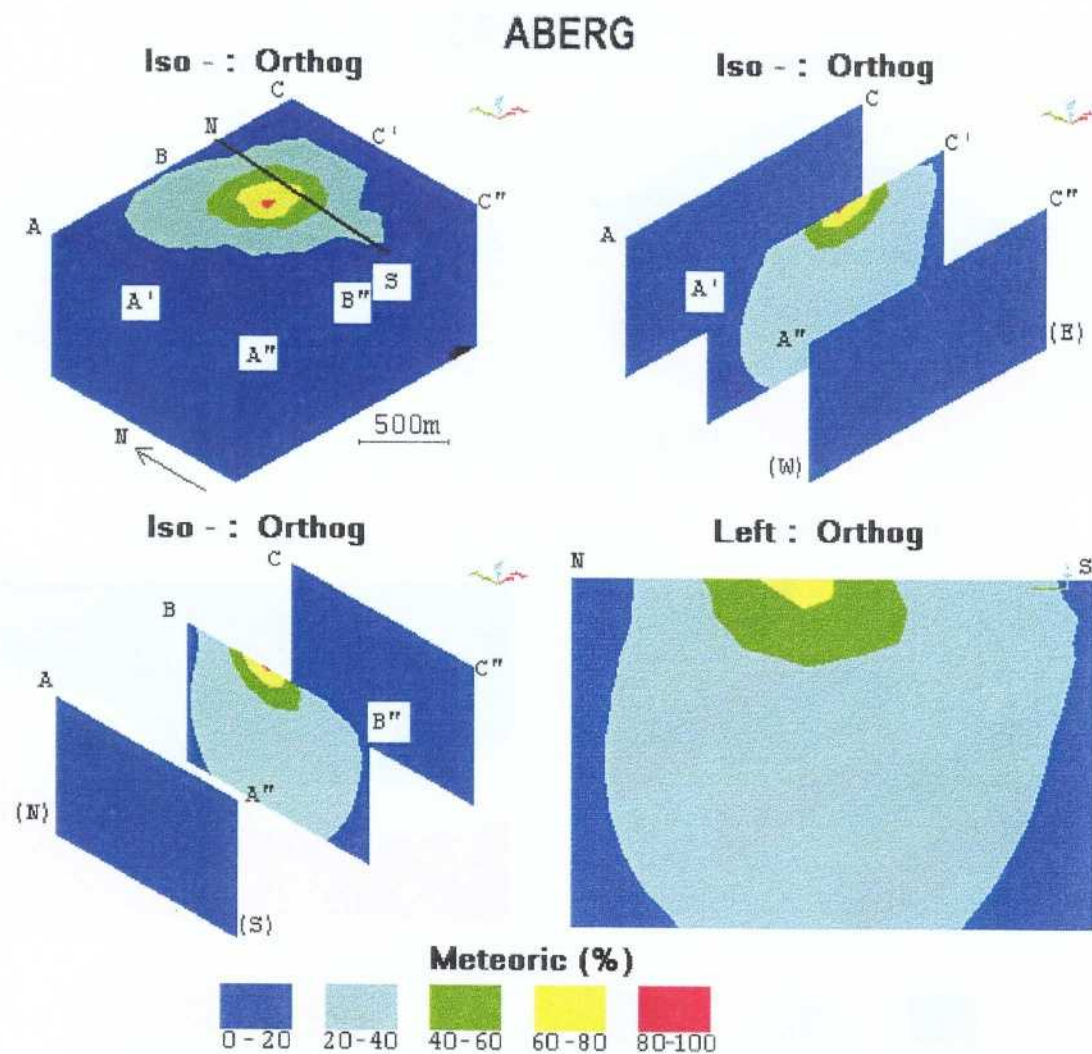 ABERG
Iso - : Orthog
C
N
C'
B
C"
A
S
A'
B"
A"
500m
N
Iso - : Orthog
C
C'
C"
A
A'
A"
(E)
(W)
Iso - : Orthog
C
B
A
C"
B"
A"
(N)
(S)
Left : Orthog
N
S
Meteoric (%)
0-20 20-40 40-60 60-80 80-100